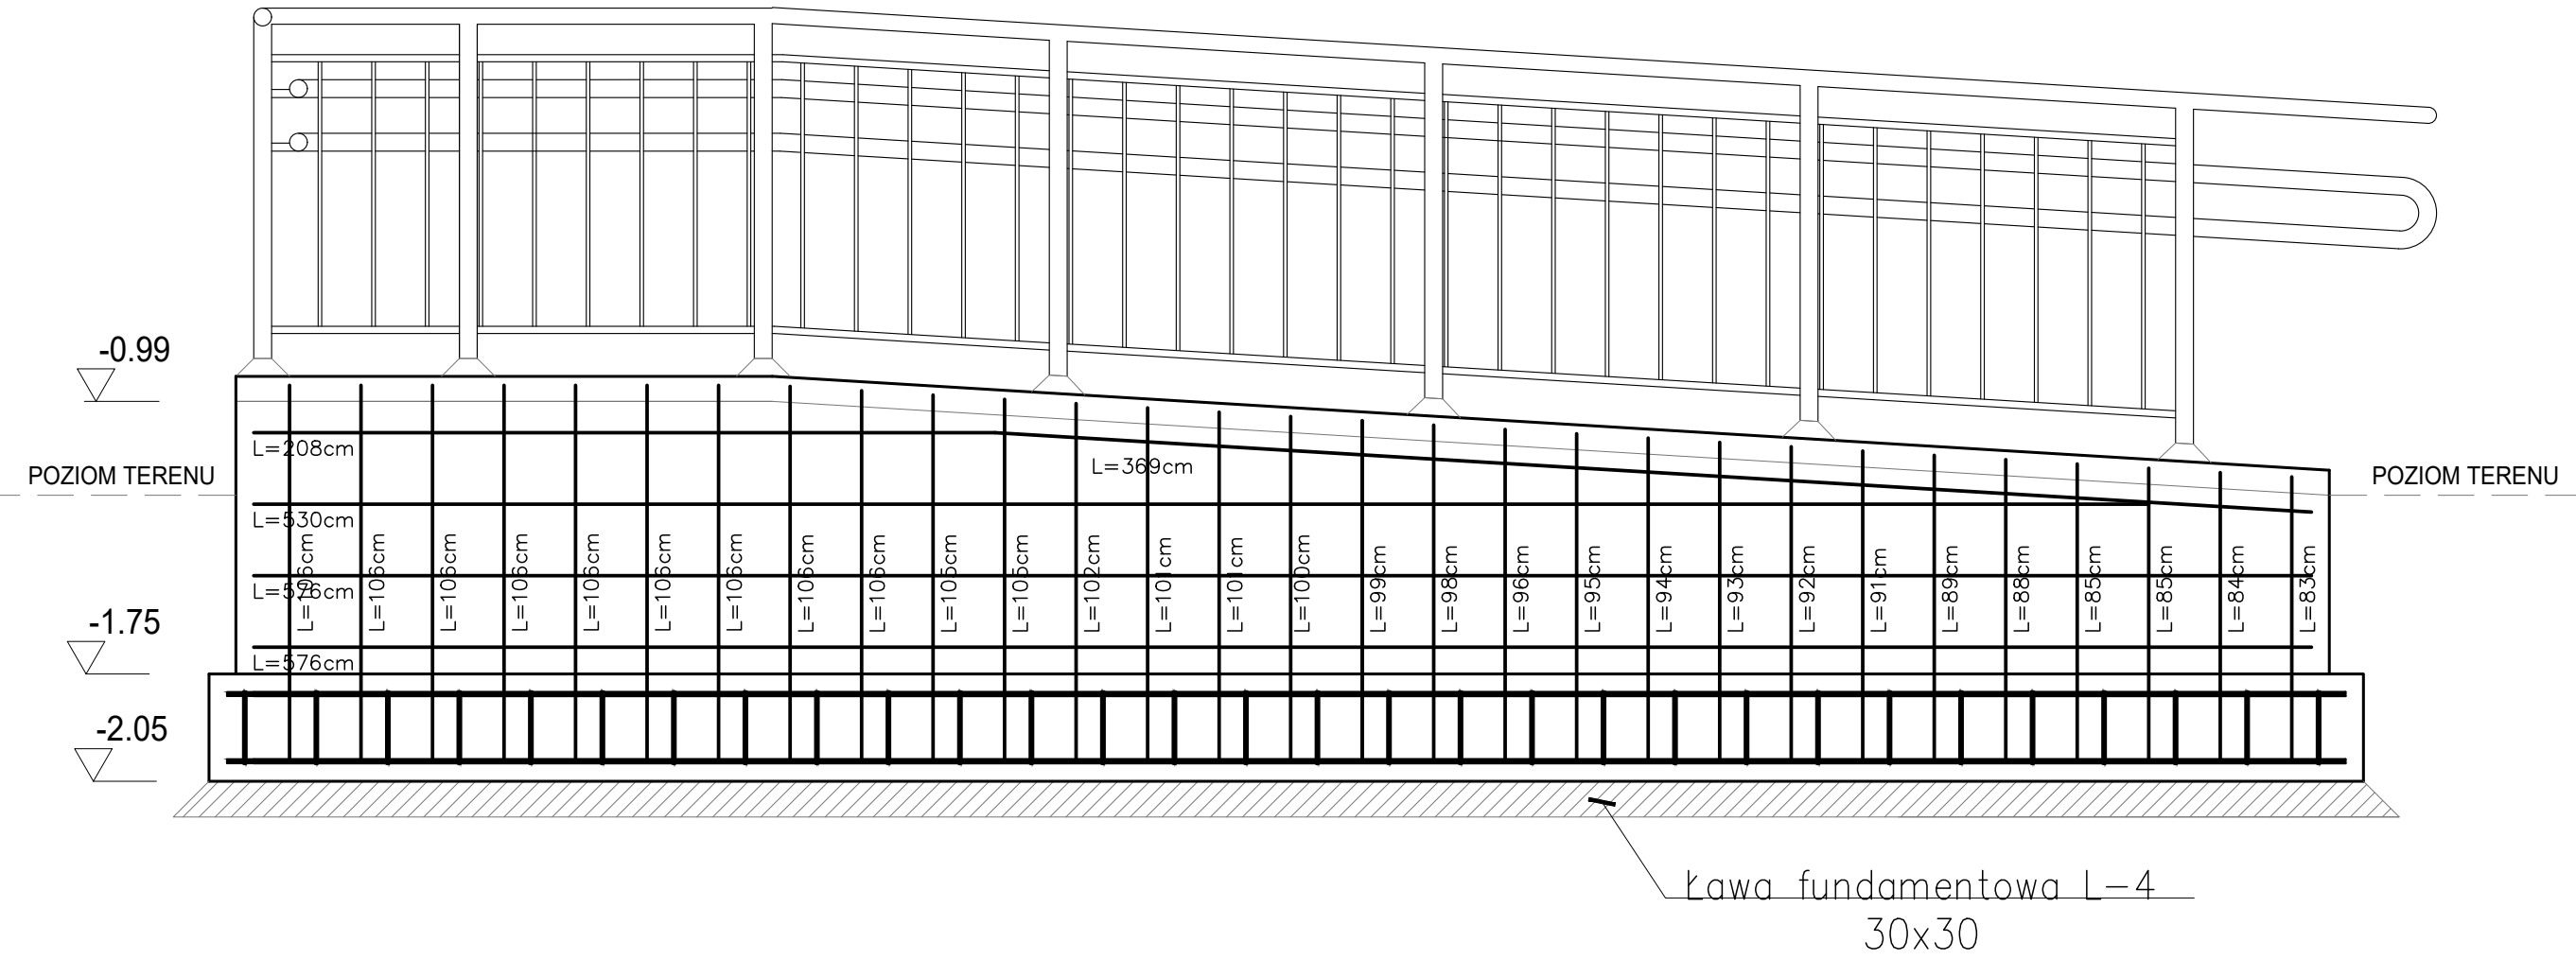 -0.99
L=208cm
L=369cm
POZIOM TERENU
POZIOM TERENU
L=530cm
L=106cm
L=106cm
L=106cm
L=106cm
L=106cm
L=106cm
L=106cm
L=106cm
L=106cm
L=105cm
L=105cm
L=102cm
L=101cm
L=101cm
L=100cm
L=99cm
L=98cm
L=96cm
L=95cm
L=94cm
L=93cm
L=92cm
L=91cm
L=89cm
L=88cm
L=85cm
L=85cm
L=84cm
L=83cm
L=576cm
-1.75
L=576cm
-2.05
Ława fundamentowa L-4
30x30